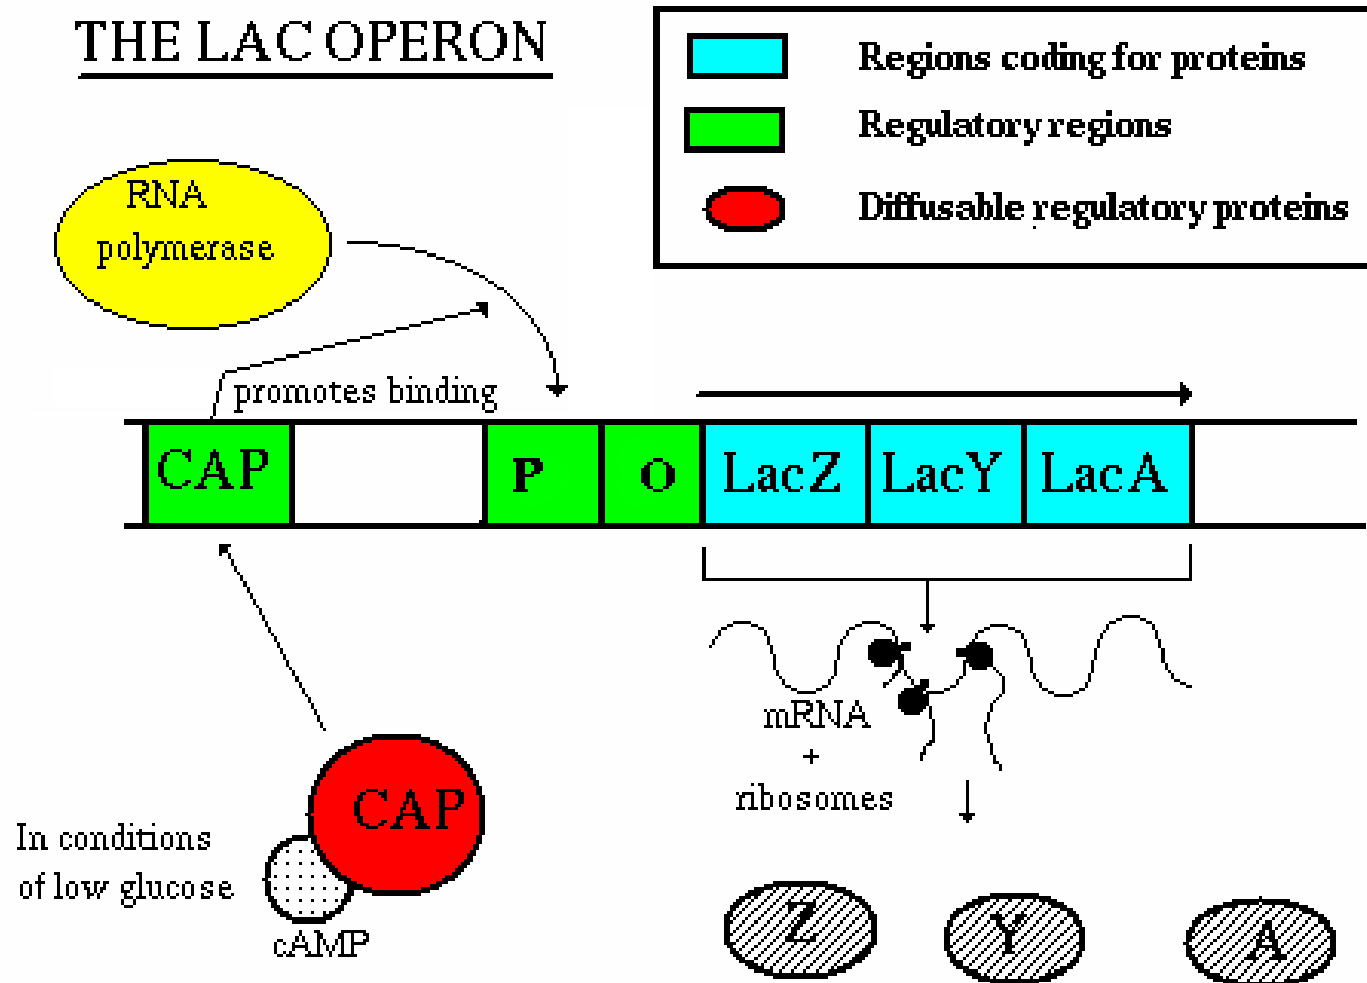 THE LAC OPERON
Regions coding for proteins
Regulatory regions
Diffusable regulatory proteins
RNA
polymerase
promotes binding
CAP
P
O
LacZ
LacY
LacA
mRNA
+
ribosomes
CAP
In conditions
of low glucose
cAMP
Z
Y
A